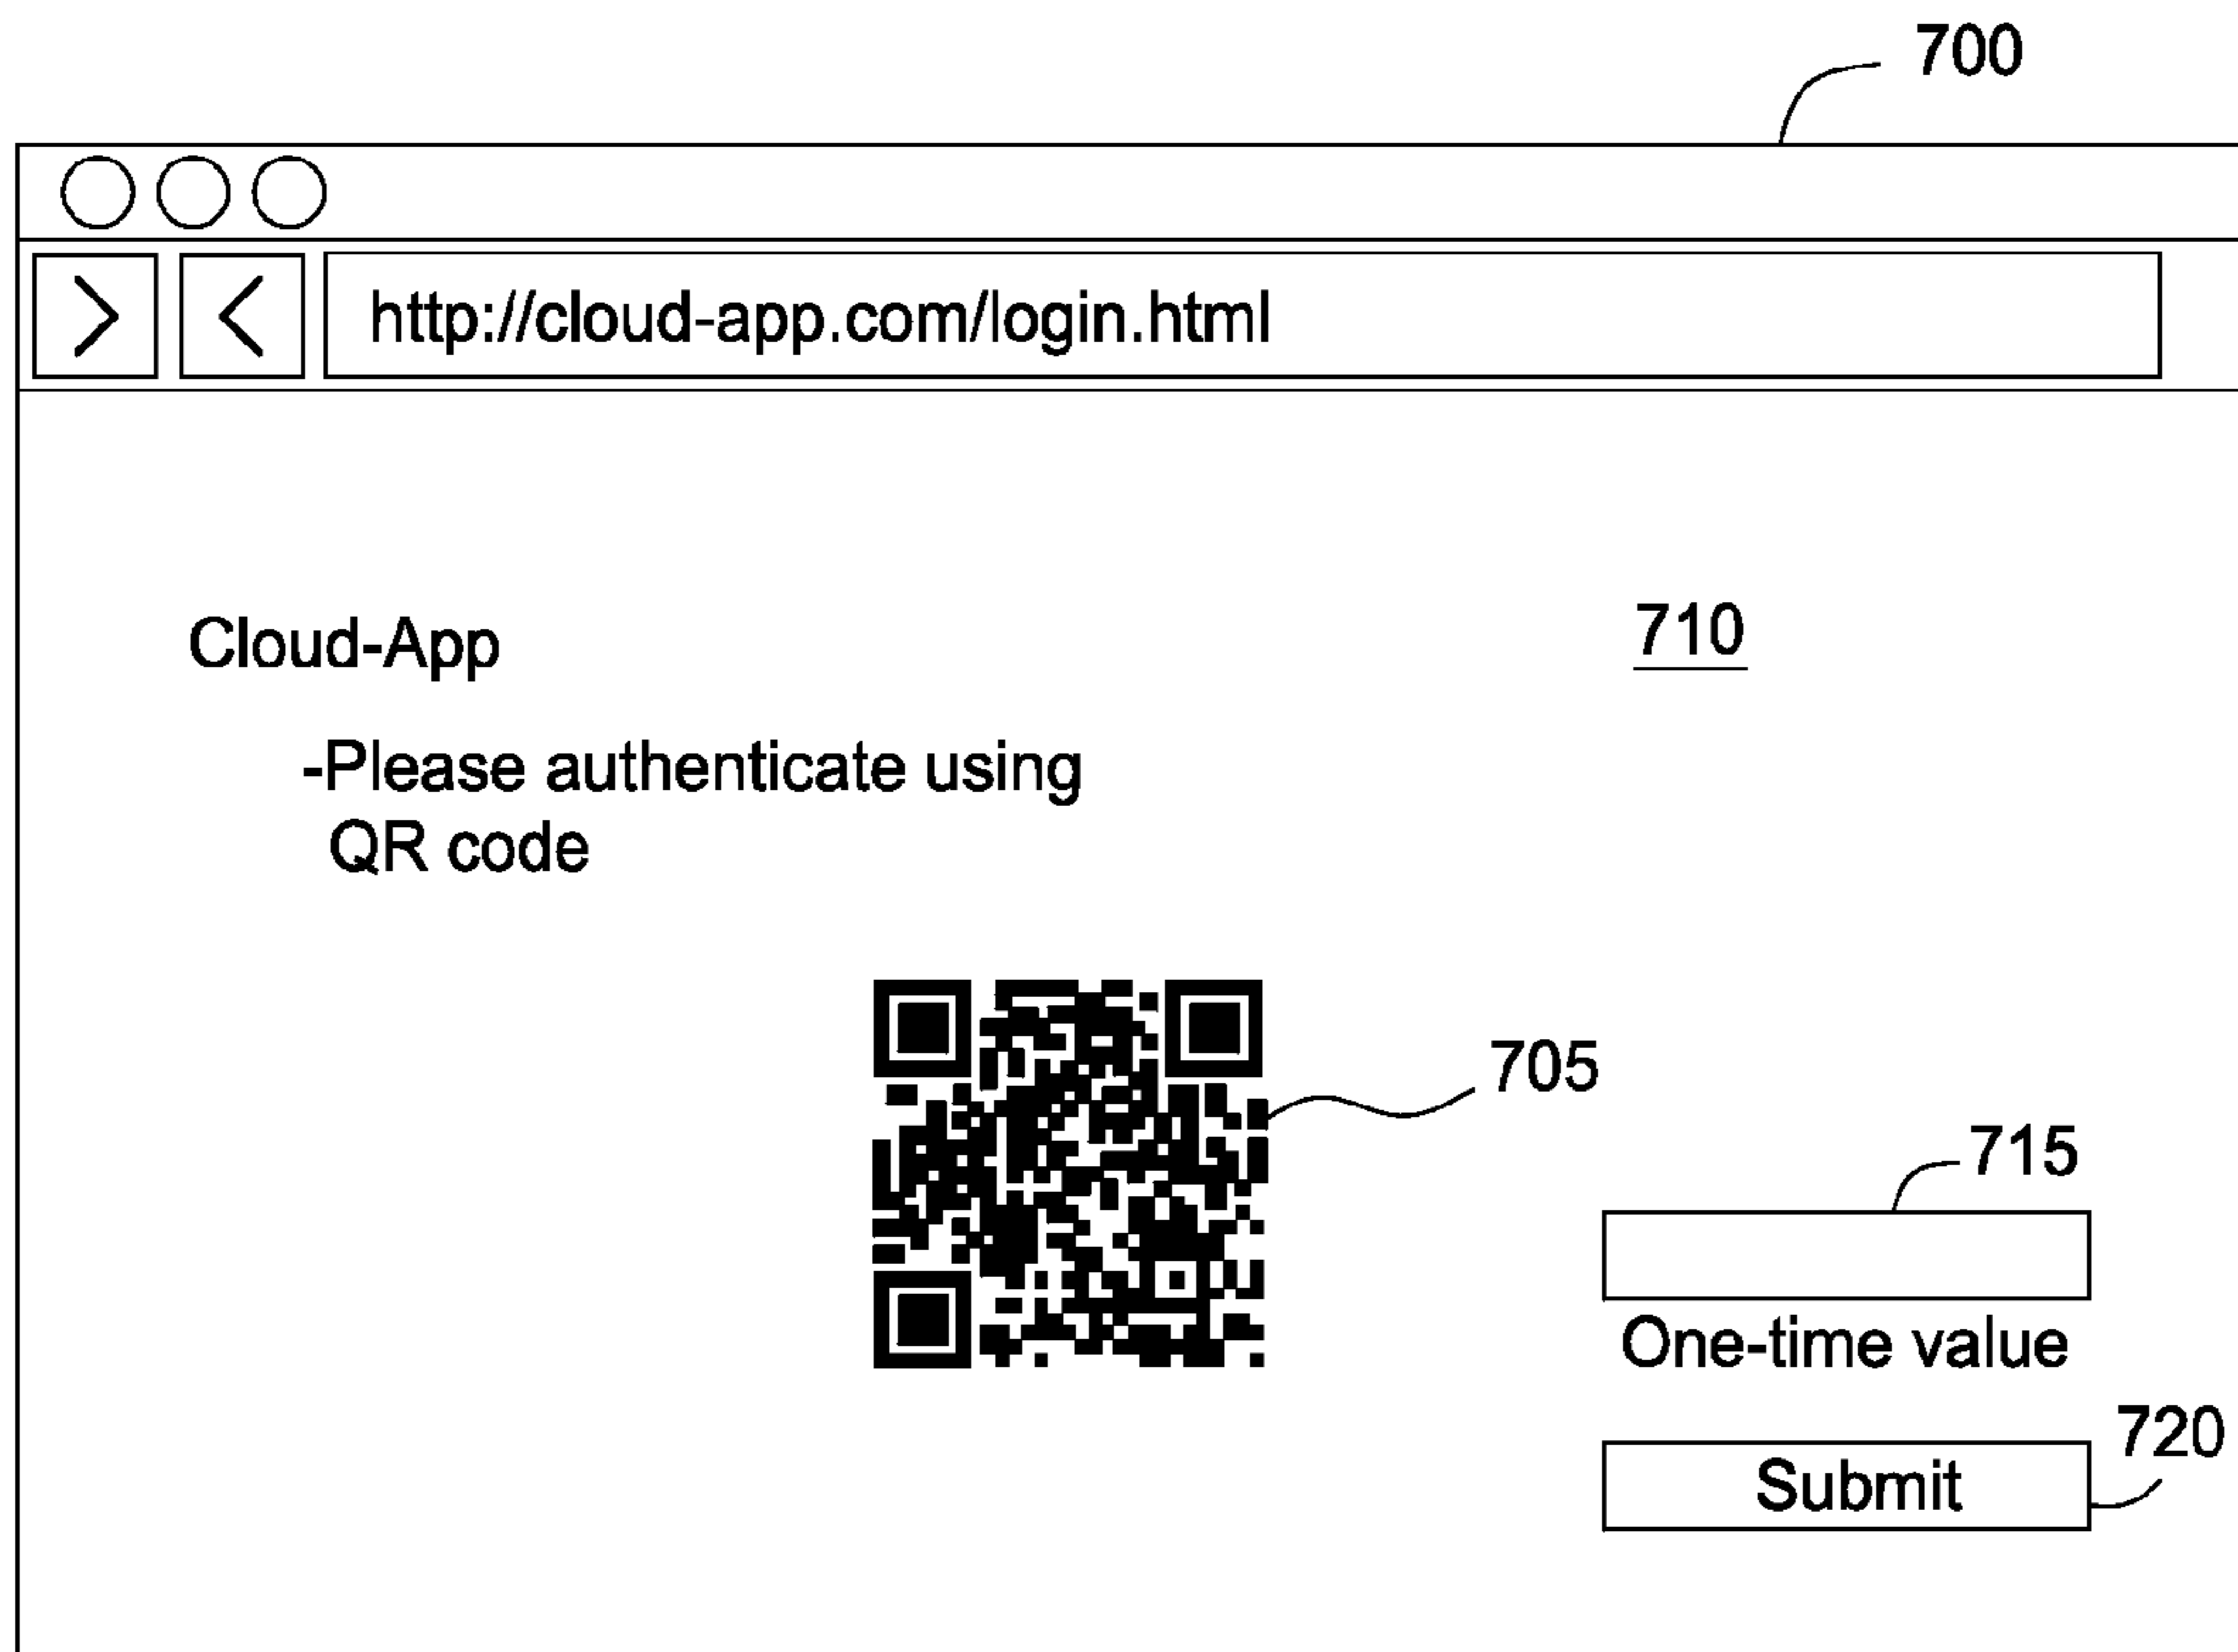 700
http://cloud-app.com/login.html
Cloud-App
710
-Please authenticate using
QR code
705
715
One-time value
720
Submit